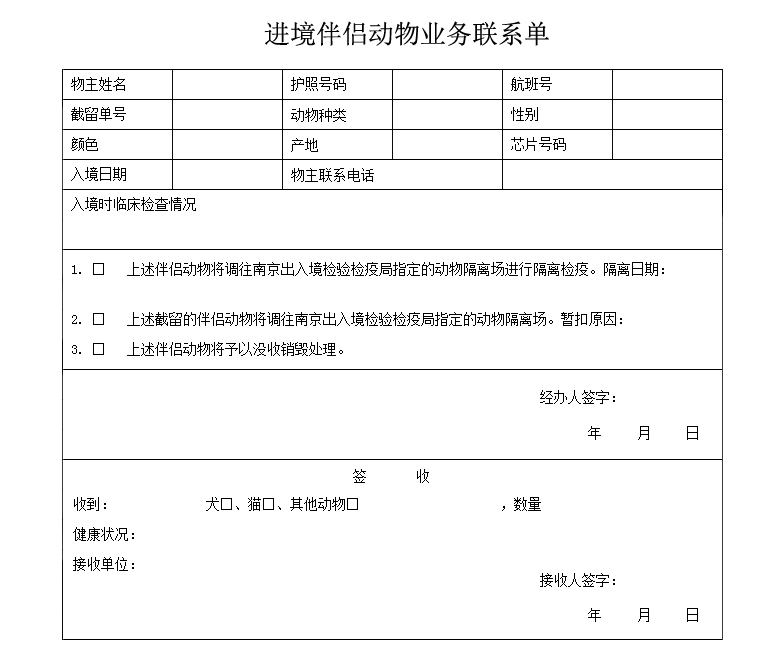 进境伴侣动物业务联系单
物主姓名 护照号码 航班号
截留单号 动物种类 性别
颜色 产地 芯片号码
入境日期 物主联系电话
入境时临床检查情况
1. □ 上述伴侣动物将调往南京出入境检验检疫局指定的动物隔离场进行隔离检疫。隔离日期：
2. □ 上述截留的伴侣动物将调往南京出入境检验检疫局指定的动物隔离场。暂扣原因：
3. □ 上述伴侣动物将予以没收销毁处理。
经办人签字：
年 月 日
签 收
收到： 犬口、猫口、其他动物口 ，数量
健康状况：
接收单位：
接收人签字：
年 月 日